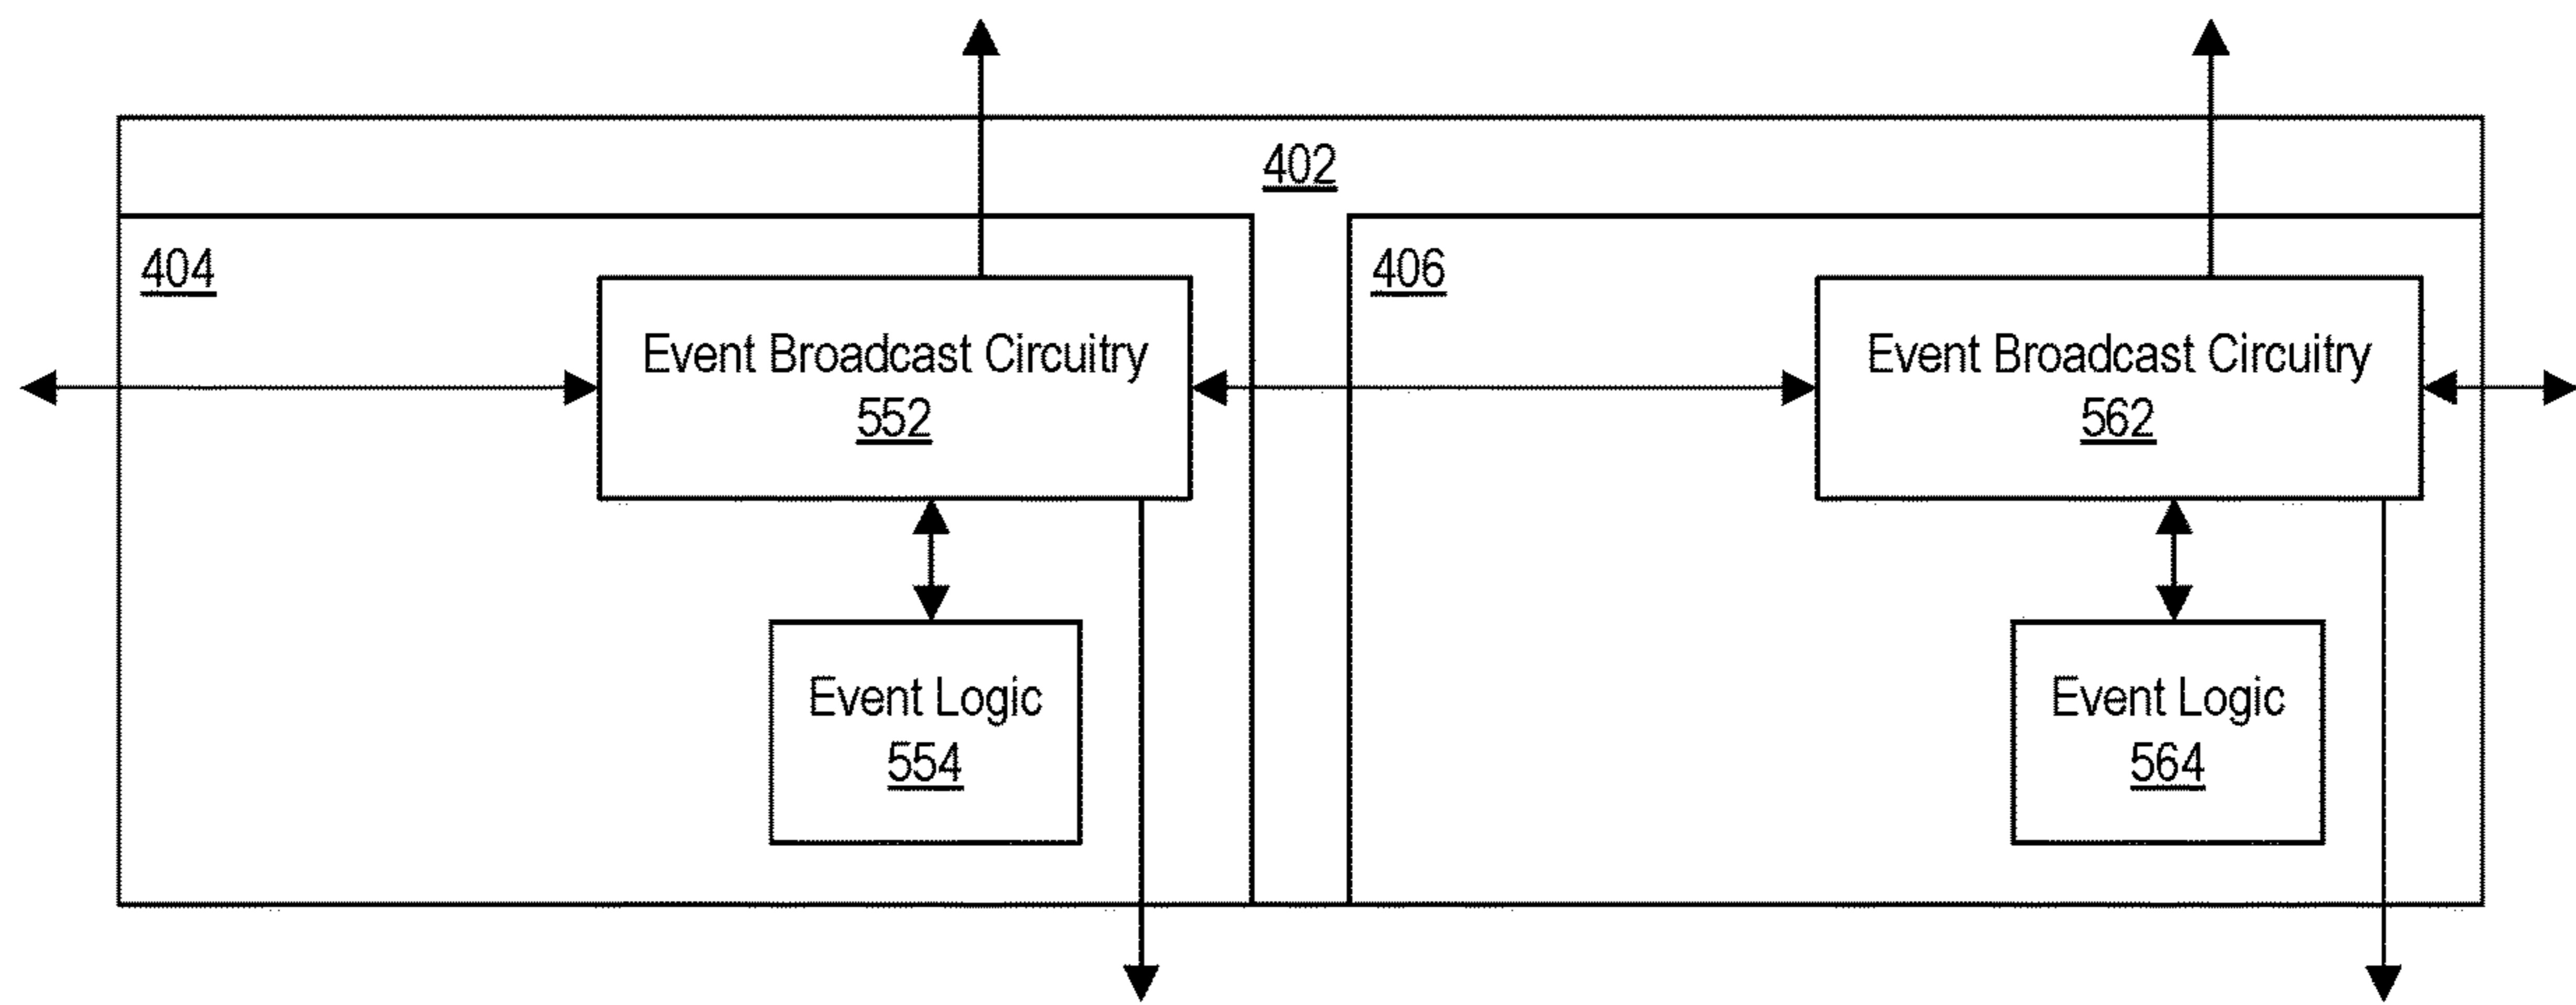 402
404
406
Event Broadcast Circuitry
552
Event Broadcast Circuitry
562
Event Logic
554
Event Logic
564